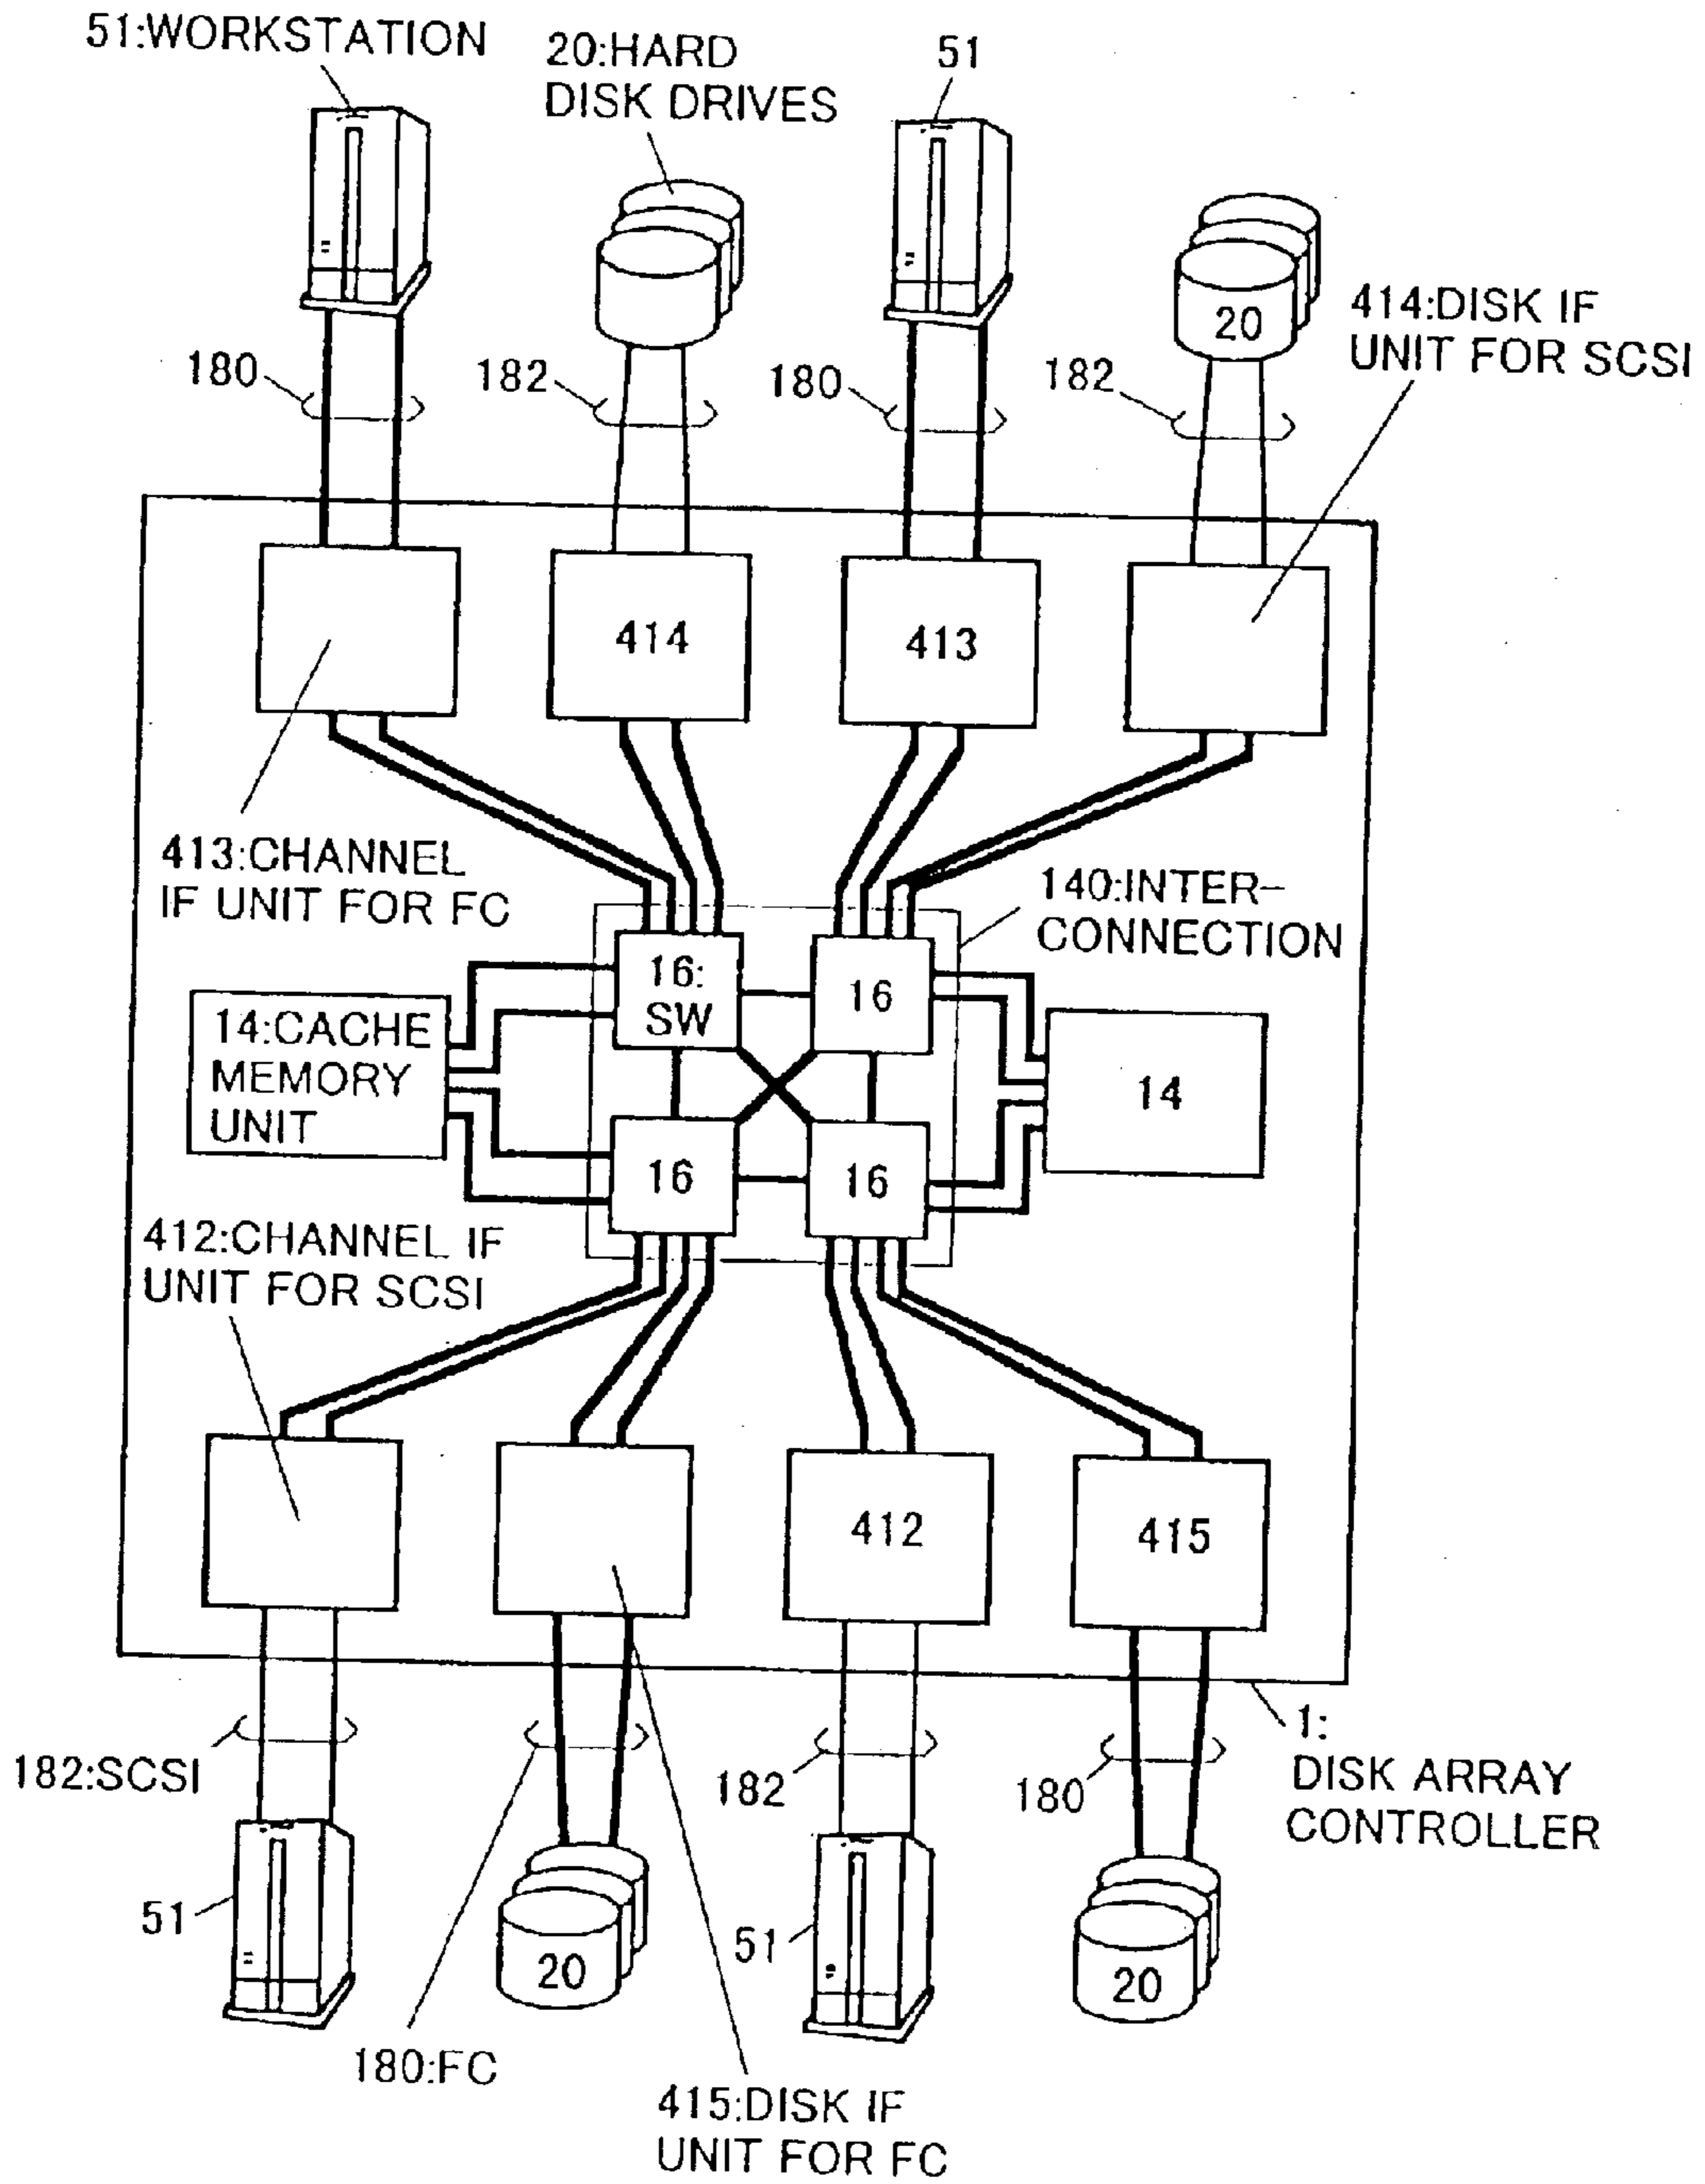 51:WORKSTATION
20:HARD
DISK DRIVES
51
20
414:DISK IF
UNIT FOR SCSI
180
182
180
182
414
413
413:CHANNEL
IF UNIT FOR FC
140:INTER-
CONNECTION
16:
SW
16
14:CACHE
MEMORY
UNIT
14
16
16
412:CHANNEL IF
UNIT FOR SCSI
412
415
182:SCSI
182
180
1:
DISK ARRAY
CONTROLLER
51
20
51
20
180:FC
415:DISK IF
UNIT FOR FC